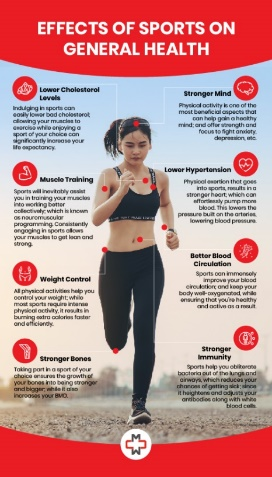 EFFECTS OF SPORTS ON
GENERAL HEALTH
Lower Cholesterol
Levels
Indulging in sports can
easily lower bad cholesterol;
allowing your muscles to
exercise while enjoying a
sport of your choice can
significantly increase your
life expectancy.
Muscle Training
Sports will inevitably assist
you in training your muscles
into working better
collectively; which is known
as neuromuscular
programming. Consistently
engaging in sports allows
your muscles to get lean and
strong.
Weight Control
All physical activities help you
control your weight; while
most sports require intense
physical activity, it results in
burning extra calories faster
and efficiently.
Stronger Bones
Taking part in a sport of your
choice ensures the growth of
your bones into being stronger
and bigger; while it also
increases your BMD.
Stronger Mind
Physical activity is one of the
most beneficial aspects that
can help gain a healthy
mind; and offer strength and
focus to fight anxiety,
depression, etc.
Lower Hypertension
Physical exertion that goes
into sports, results in a
stronger heart; which can
effortlessly pump more
blood. This lowers the
pressure built on the arteries,
lowering blood pressure.
Better Blood
Circulation
Sports can immensely
improve your blood
circulation; and keep your
body well-oxygenated, while
ensuring that you're healthy
and active as a result.
Stronger
Immunity
Sports help you obliterate
bacteria out of the lungs and
airways, which reduces your
chances of getting sick; since
it heightens and adjusts your
antibodies along with white
blood cells.